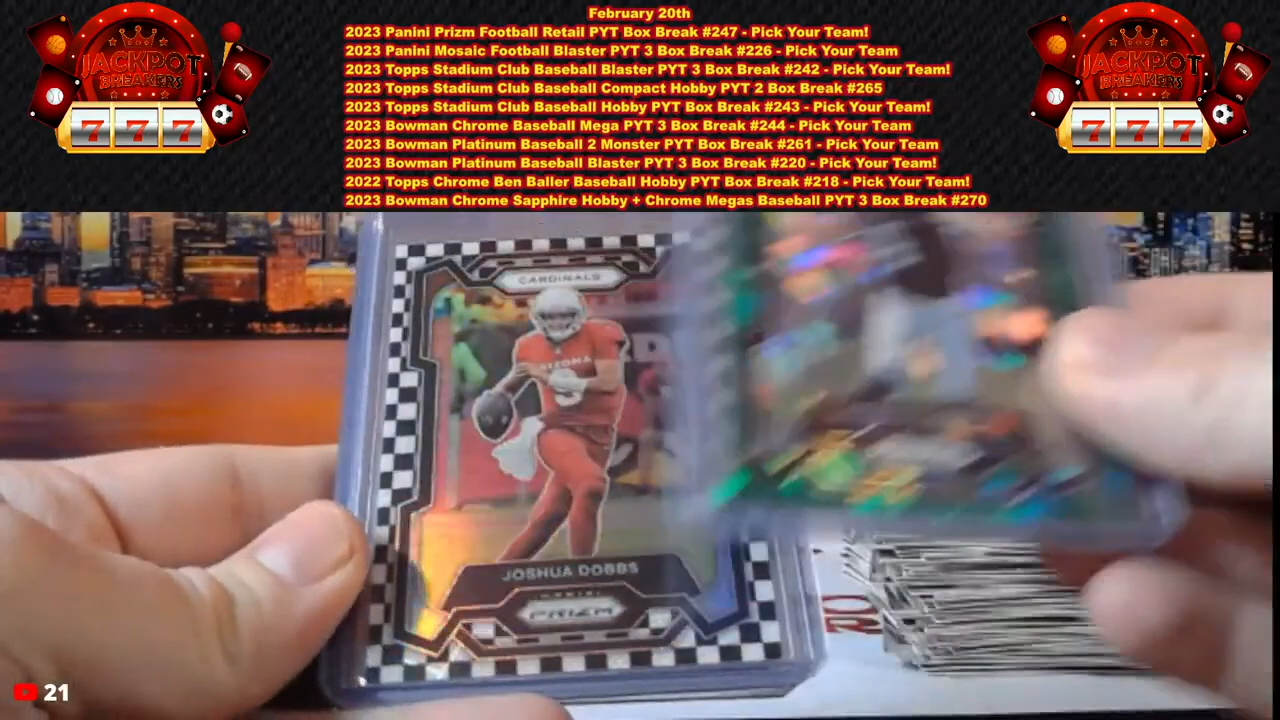 February 20th
2023 Panini Prizm Football Retail PYT Box Break #247 - Pick Your Team!
2023 Panini Mosaic Football Blaster PYT 3 Box Break #226 - Pick Your Team
2023 Topps Stadium Club Baseball Blaster PYT 3 Box Break #242 - Pick Your Team!
2023 Topps Stadium Club Baseball Compact Hobby PYT 2 Box Break #265
2023 Topps Stadium Club Baseball Hobby PYT Box Break #243 - Pick Your Team!
2023 Bowman Chrome Baseball Mega PYT 3 Box Break #244 - Pick Your Team
2023 Bowman Platinum Baseball 2 Monster PYT Box Break #261 - Pick Your Team
2023 Bowman Platinum Baseball Blaster PYT 3 Box Break #220 - Pick Your Team!
2022 Topps Chrome Ben Baller Baseball Hobby PYT Box Break #218 - Pick Your Team!
2023 Bowman Chrome Sapphire Hobby + Chrome Megas Baseball PYT 3 Box Break #270
JACKPOT
BREAKERS
7 7 7
JACKPOT
BREAKERS
7 7 7
CARDINALS
JOSHUA DOBBS
PANINI
PRIZM
21